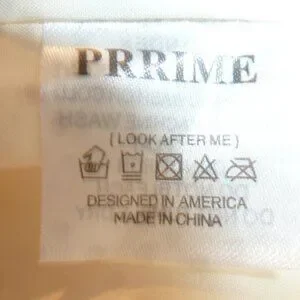 PRRIME
( LOOK AFTER ME )
DESIGNED IN AMERICA
MADE IN CHINA